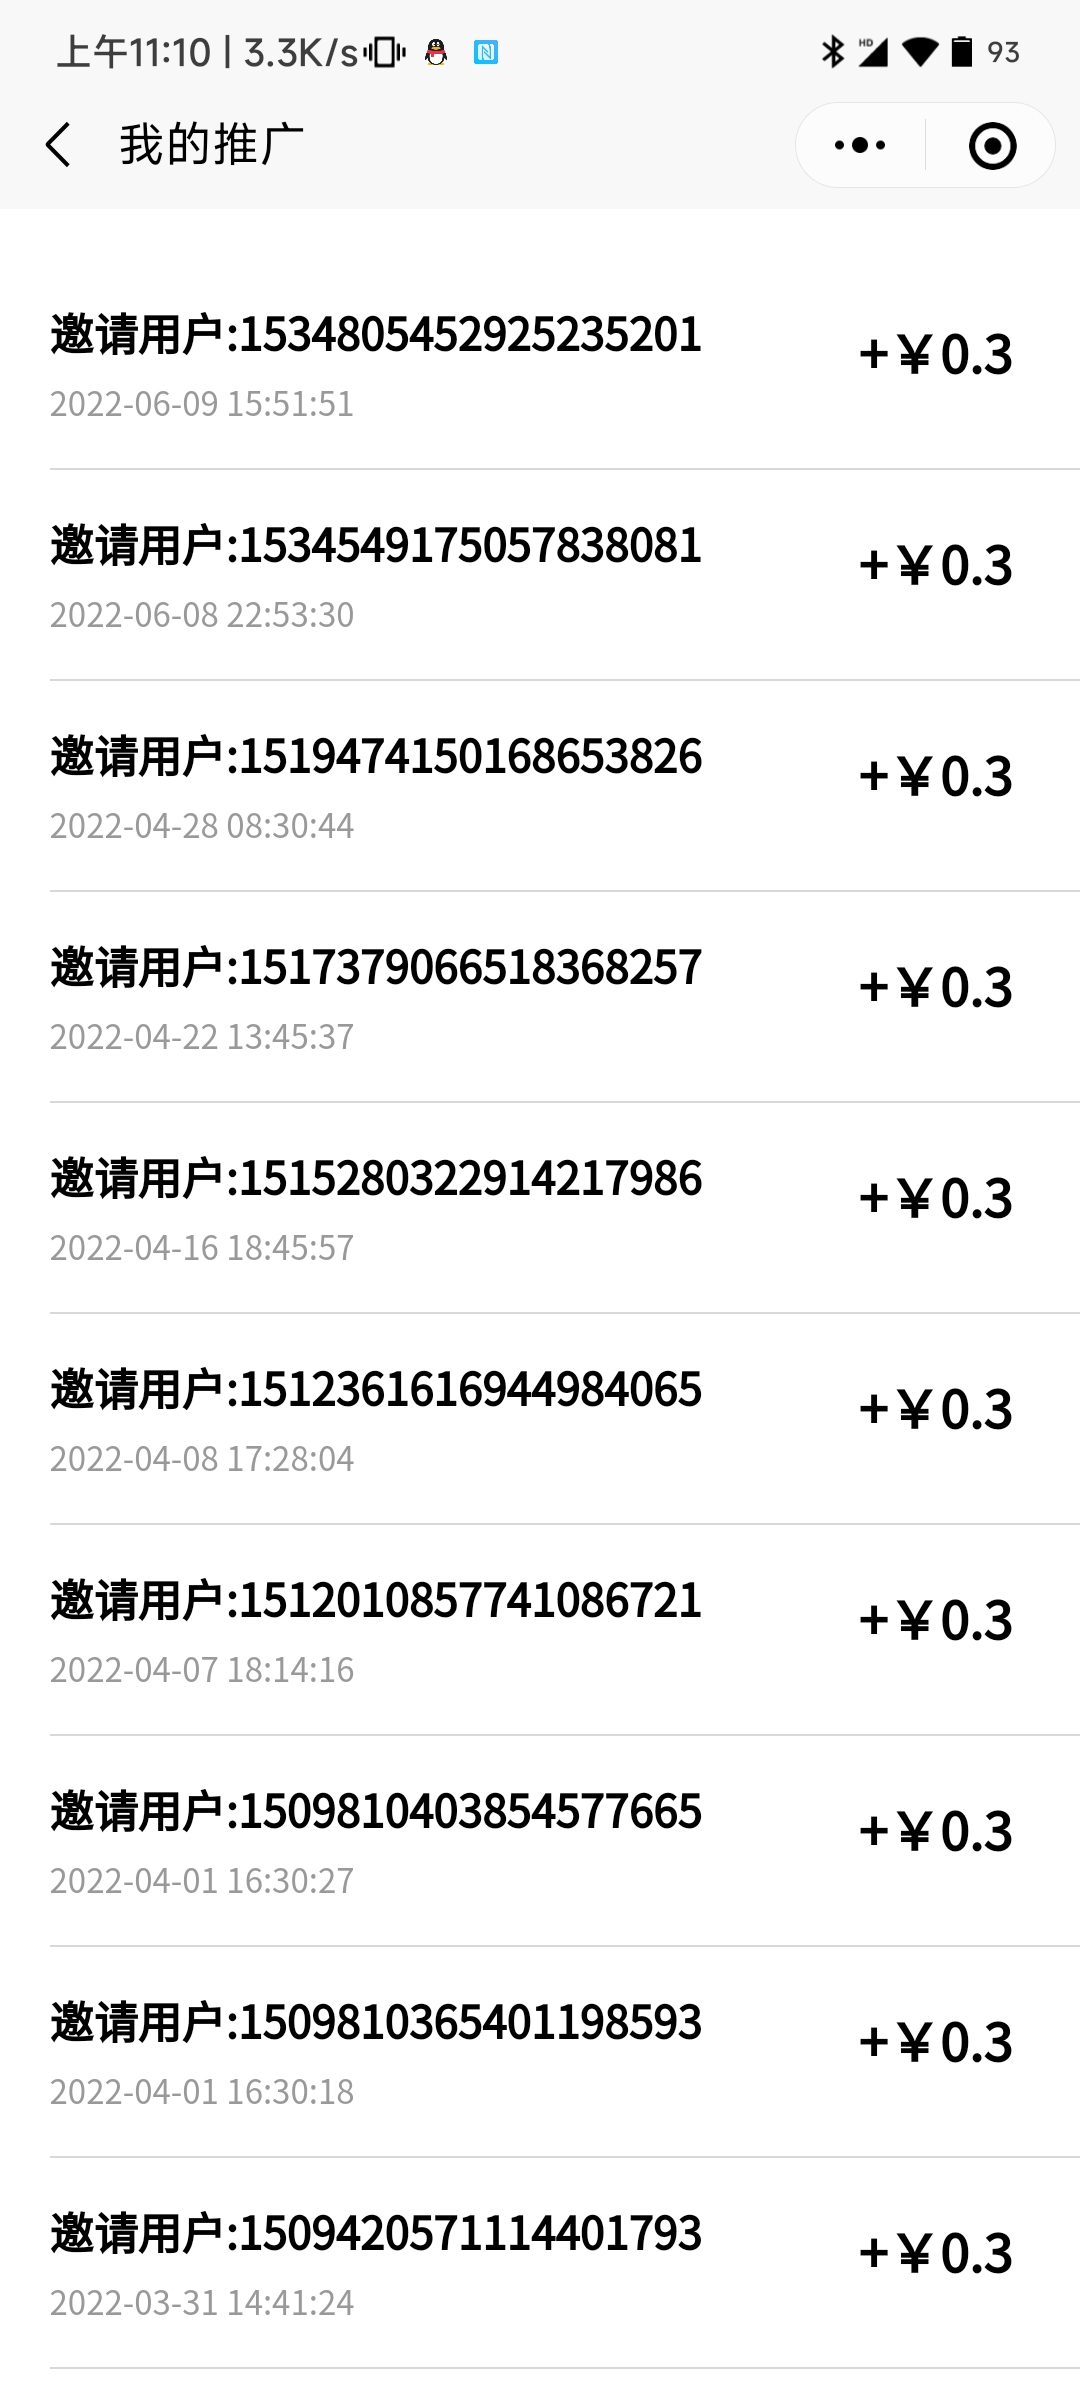 上午11:10 | 3.3K/s
HD
93
我的推广
邀请用户:1534805452925235201
+¥0.3
2022-06-09 15:51:51
邀请用户:1534549175057838081
+¥0.3
2022-06-08 22:53:30
邀请用户:1519474150168653826
+¥0.3
2022-04-28 08:30:44
邀请用户:1517379066518368257
+¥0.3
2022-04-22 13:45:37
邀请用户:1515280322914217986
+¥0.3
2022-04-16 18:45:57
邀请用户:1512361616944984065
+¥0.3
2022-04-08 17:28:04
邀请用户:1512010857741086721
+¥0.3
2022-04-07 18:14:16
邀请用户:1509810403854577665
+¥0.3
2022-04-01 16:30:27
邀请用户:1509810365401198593
+¥0.3
2022-04-01 16:30:18
邀请用户:1509420571114401793
+¥0.3
2022-03-31 14:41:24